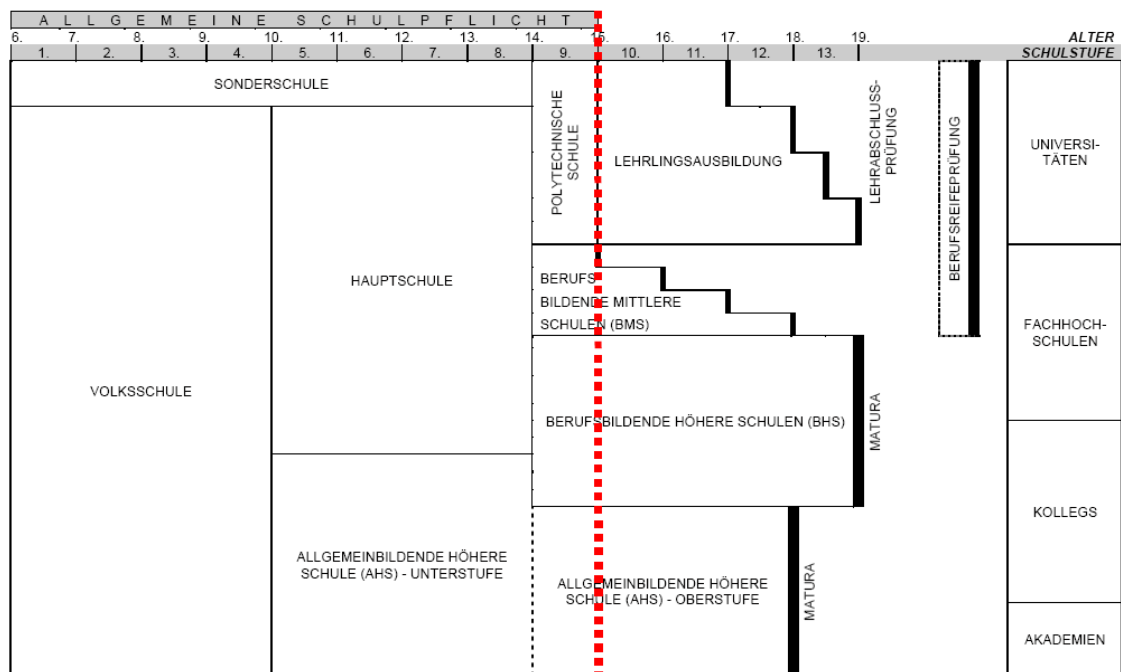 A L L G E M E I N E S C H U L P F L I C H T
6. 7. 8. 9. 10. 11. 12. 13. 14. 15. 16. 17. 18. 19. ALTER
1. 2. 3. 4. 5. 6. 7. 8. 9. 10. 11. 12. 13. SCHULSTUFE
SONDERSCHULE
VOLKSSCHULE
HAUPTSCHULE
ALLGEMEINBILDENDE HÖHERE
SCHULE (AHS) - UNTERSTUFE
POLYTECHNISCHE
SCHULE
LEHRLINGSAUSBILDUNG
LEHRABSCHLUSS-
PRÜFUNG
BERUFS
BILDENDE MITTLERE
SCHULEN (BMS)
BERUFSBILDENDE HÖHERE SCHULEN (BHS)
MATURA
ALLGEMEINBILDENDE HÖHERE
SCHULE (AHS) - OBERSTUFE
MATURA
BERUFSREIFEPRÜFUNG
UNIVERSI-
TÄTEN
FACHHOCH-
SCHULEN
KOLLEGS
AKADEMIEN